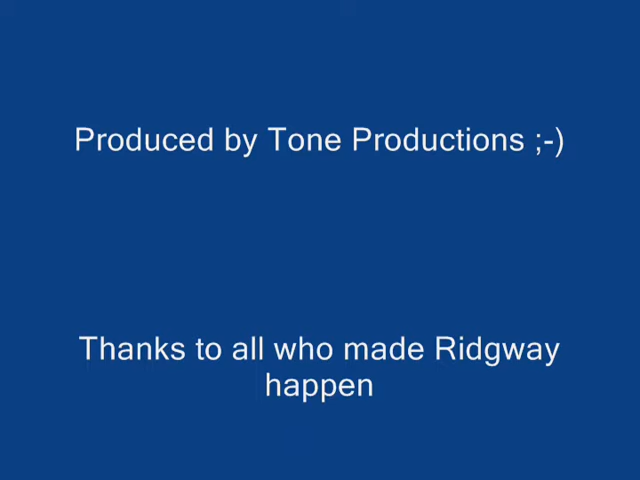 Produced by Tone Productions ;-)
Thanks to all who made Ridgway
happen